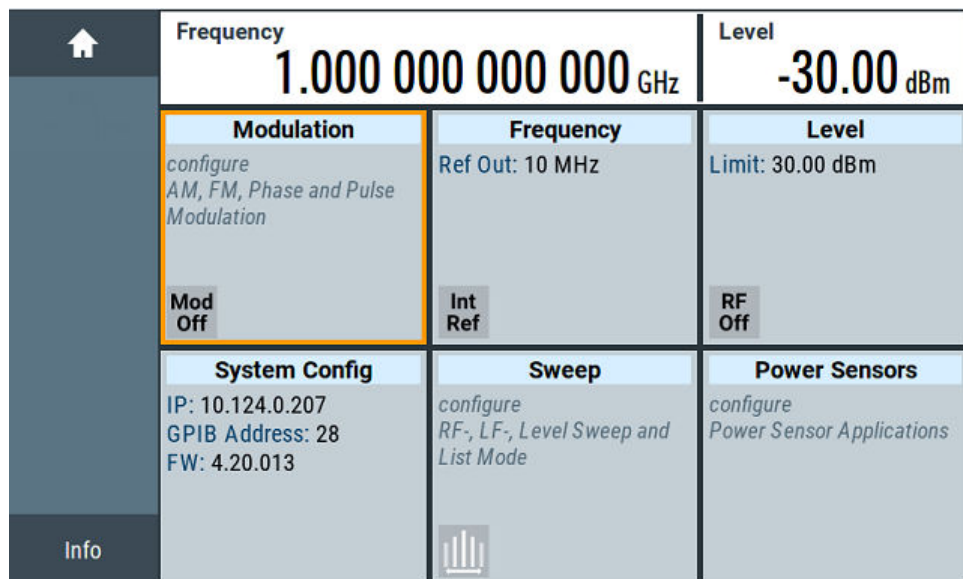 Frequency
1.000 000 000 000 GHz
Level
-30.00 dBm
Modulation
configure
AM, FM, Phase and Pulse
Modulation
Mod
Off
Frequency
Ref Out: 10 MHz
Int
Ref
Level
Limit: 30.00 dBm
RF
Off
System Config
IP: 10.124.0.207
GPIB Address: 28
FW: 4.20.013
Sweep
configure
RF-, LF-, Level Sweep and
List Mode
Power Sensors
configure
Power Sensor Applications
Info